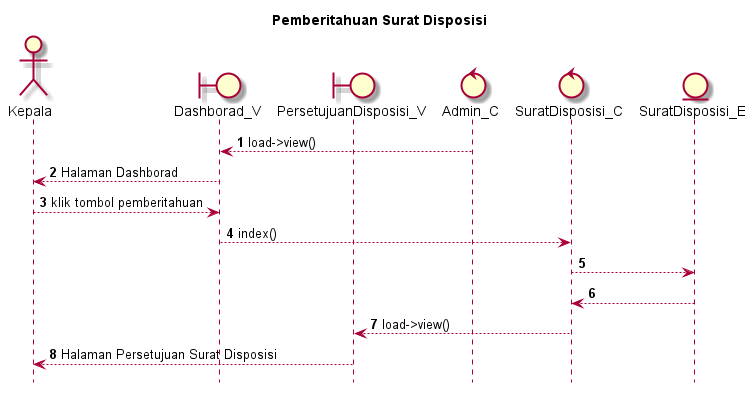 Pemberitahuan Surat Disposisi
Kepala
Dashborad_V
PersetujuanDisposisi_V
Admin_C
SuratDisposisi_C
SuratDisposisi_E
1 load->view()
2 Halaman Dashborad
3 klik tombol pemberitahuan
4 index()
5
6
7 load->view()
8 Halaman Persetujuan Surat Disposisi